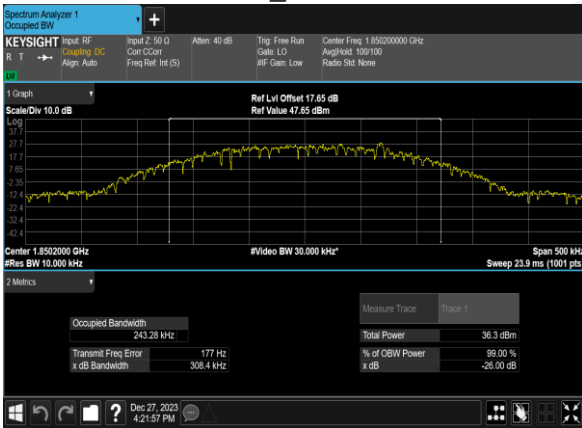 Spectrum Analyzer 1
Occupied BW
+
KEYSIGHT Input: RF Input Z: 50 Ω Atten: 40 dB Trig: Free Run Center Freq: 1.850200000 GHz
R T Coupling: DC Corr CCorr Gate: LO Avg|Hold: 100/100
Align: Auto Freq Ref: Int (S) #IF Gain: Low Radio Std: None
LXI
1 Graph
Ref Lvl Offset 17.65 dB
Scale/Div 10.0 dB Ref Value 47.65 dBm
Log
37.7
27.7
17.7
7.65
-2.35
-12.4
-22.4
-32.4
-42.4
Center 1.8502000 GHz #Video BW 30.000 kHz* Span 500 kHz
#Res BW 10.000 kHz Sweep 23.9 ms (1001 pts
2 Metrics
Measure Trace Trace 1
Occupied Bandwidth
243.28 kHz Total Power 36.3 dBm
Transmit Freq Error 177 Hz % of OBW Power 99.00 %
x dB Bandwidth 308.4 kHz x dB -26.00 dB
? Dec 27, 2023
4:21:57 PM